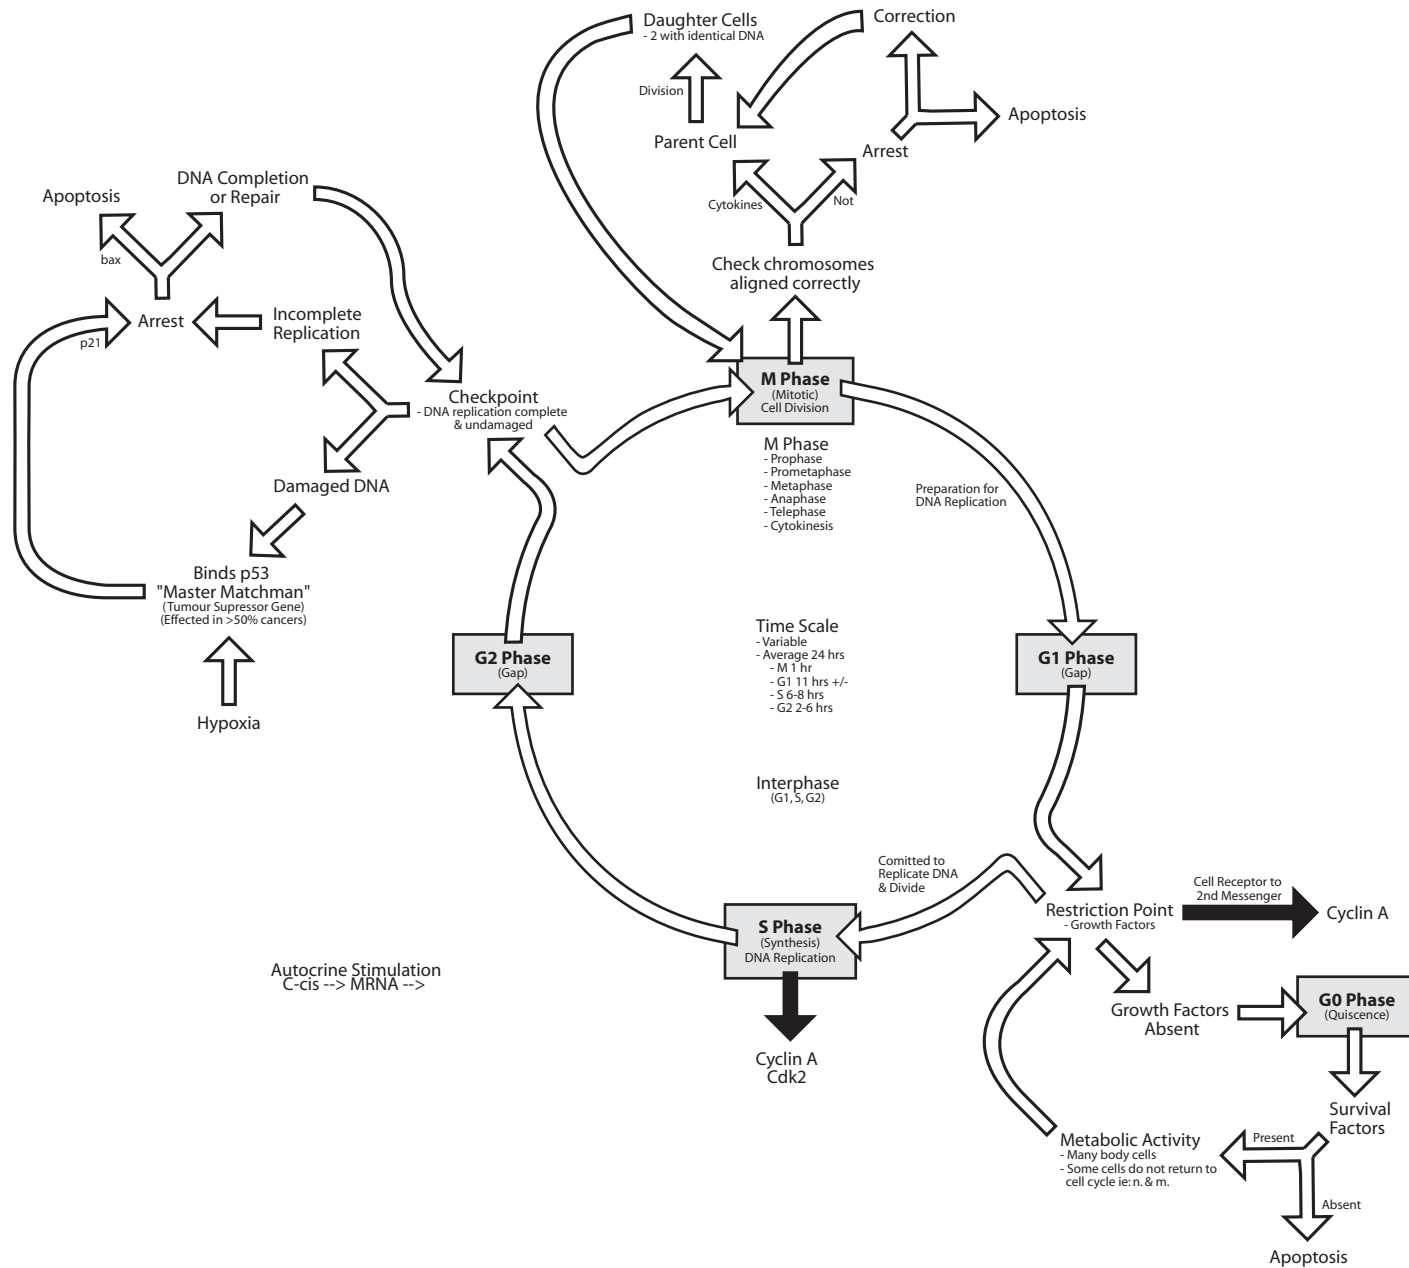 Daughter Cells
- 2 with identical DNA
Correction
Division
Apoptosis
Parent Cell
Arrest
Cytokines
Not
Check chromosomes
aligned correctly
DNA Completion
or Repair
Apoptosis
bax
Arrest
p21
Incomplete
Replication
Checkpoint
- DNA replication complete
& undamaged
Damaged DNA
Binds p53
"Master Matchman"
(Tumour Supressor Gene)
(Effected in >50% cancers)
Hypoxia
M Phase
(Mitotic)
Cell Division
M Phase
- Prophase
- Prometaphase
- Metaphase
- Anaphase
- Telephase
- Cytokinesis
Preparation for
DNA Replication
G2 Phase
(Gap)
Time Scale
- Variable
- Average 24 hrs
- M 1 hr
- G1 11 hrs +/-
- S 6-8 hrs
- G2 2-6 hrs
G1 Phase
(Gap)
Interphase
(G1, S, G2)
Comitted to
Replicate DNA
& Divide
Restriction Point
- Growth Factors
Cell Receptor to
2nd Messenger
Cyclin A
S Phase
(Synthesis)
DNA Replication
Autocrine Stimulation
C-cis --> MRNA -->
Cyclin A
Cdk2
Growth Factors
Absent
G0 Phase
(Quiscence)
Survival
Factors
Present
Absent
Metabolic Activity
- Many body cells
- Some cells do not return to
cell cycle ie: n. & m.
Apoptosis